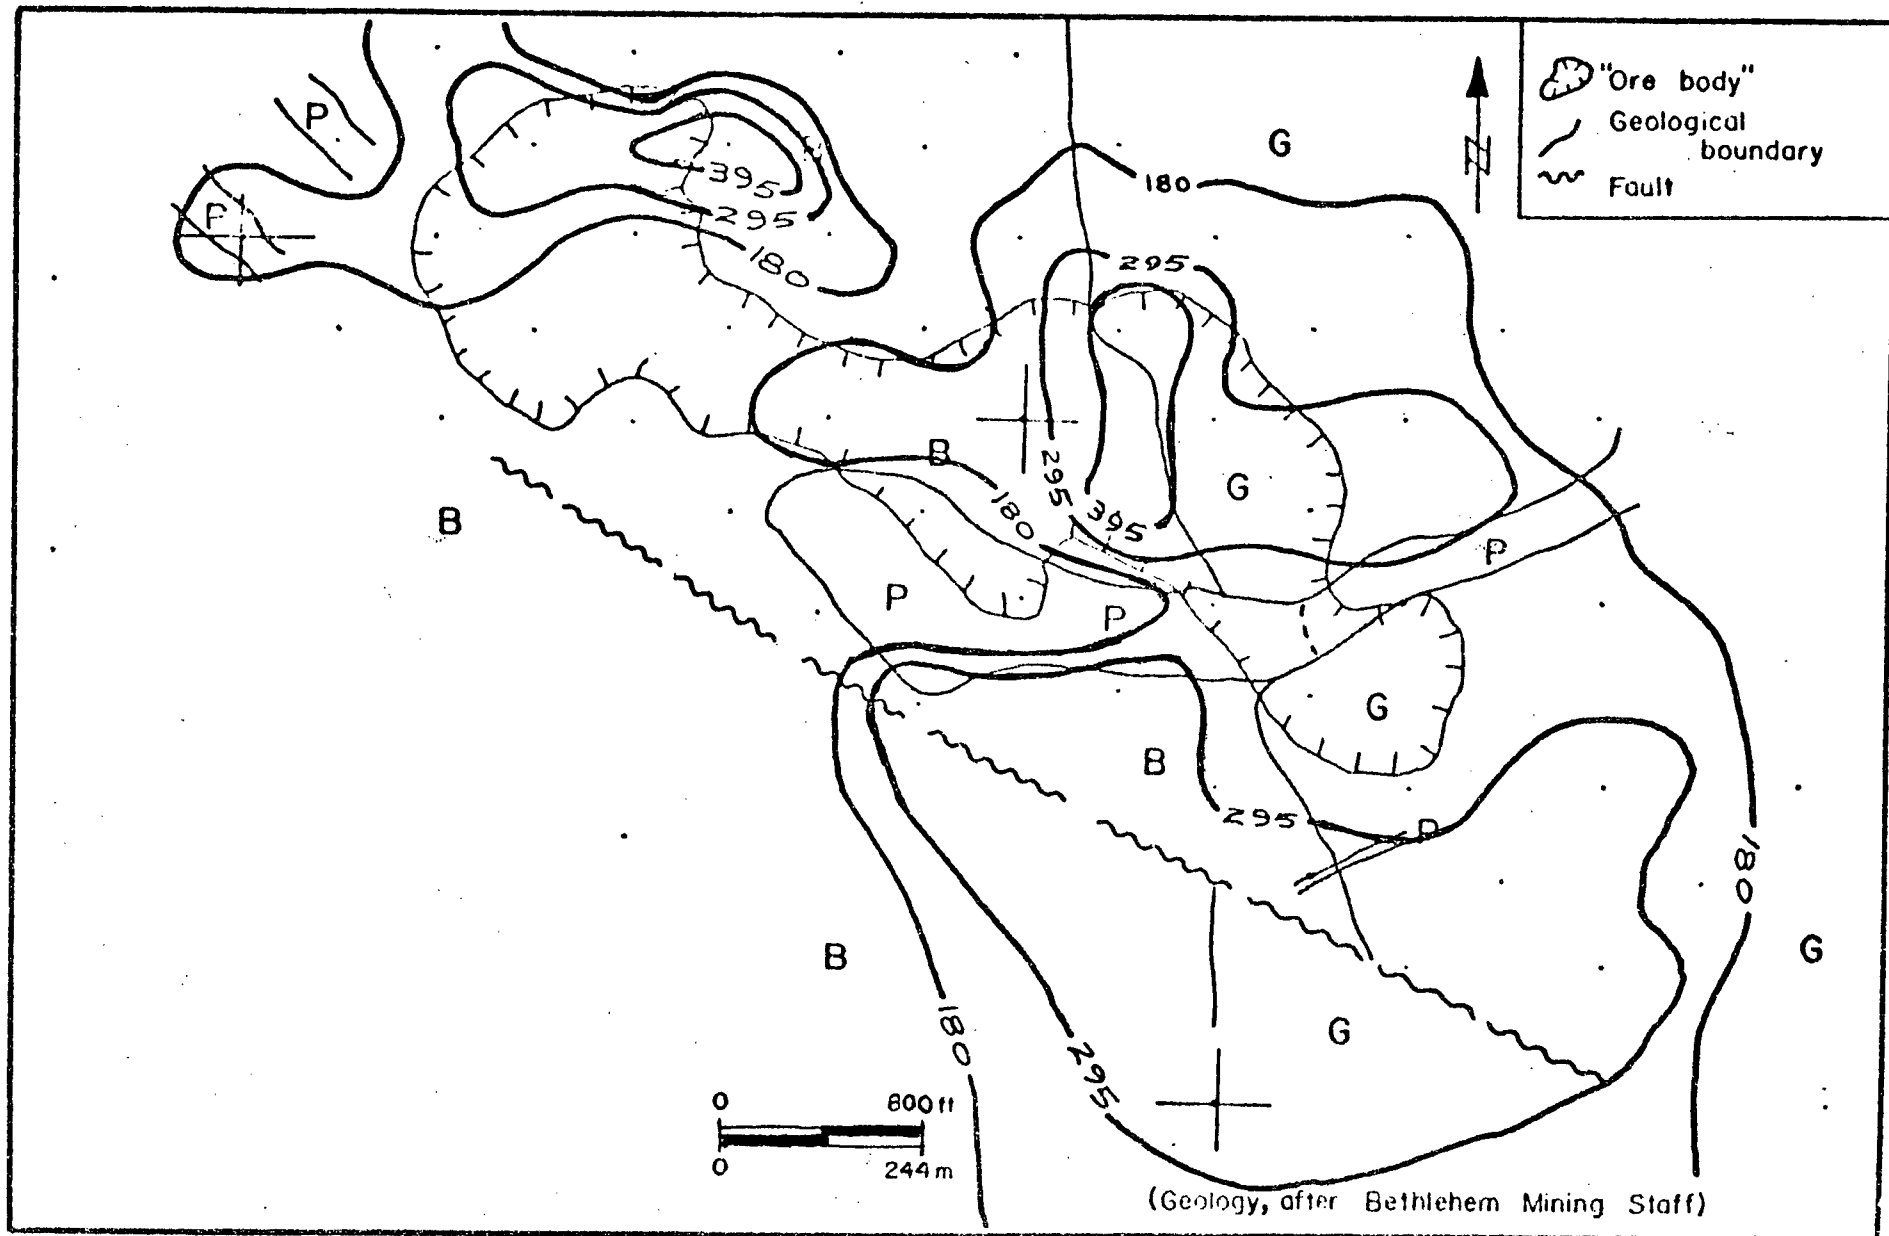 "Ore body"
Geological
boundary
Fault
P
G
180
395
P
295
180
295
B
295
180
395
G
B
P
P
P
G
B
295
P
180
B
G
180
G
295
0 800 ft
0 244 m
(Geology, after Bethlehem Mining Staff)